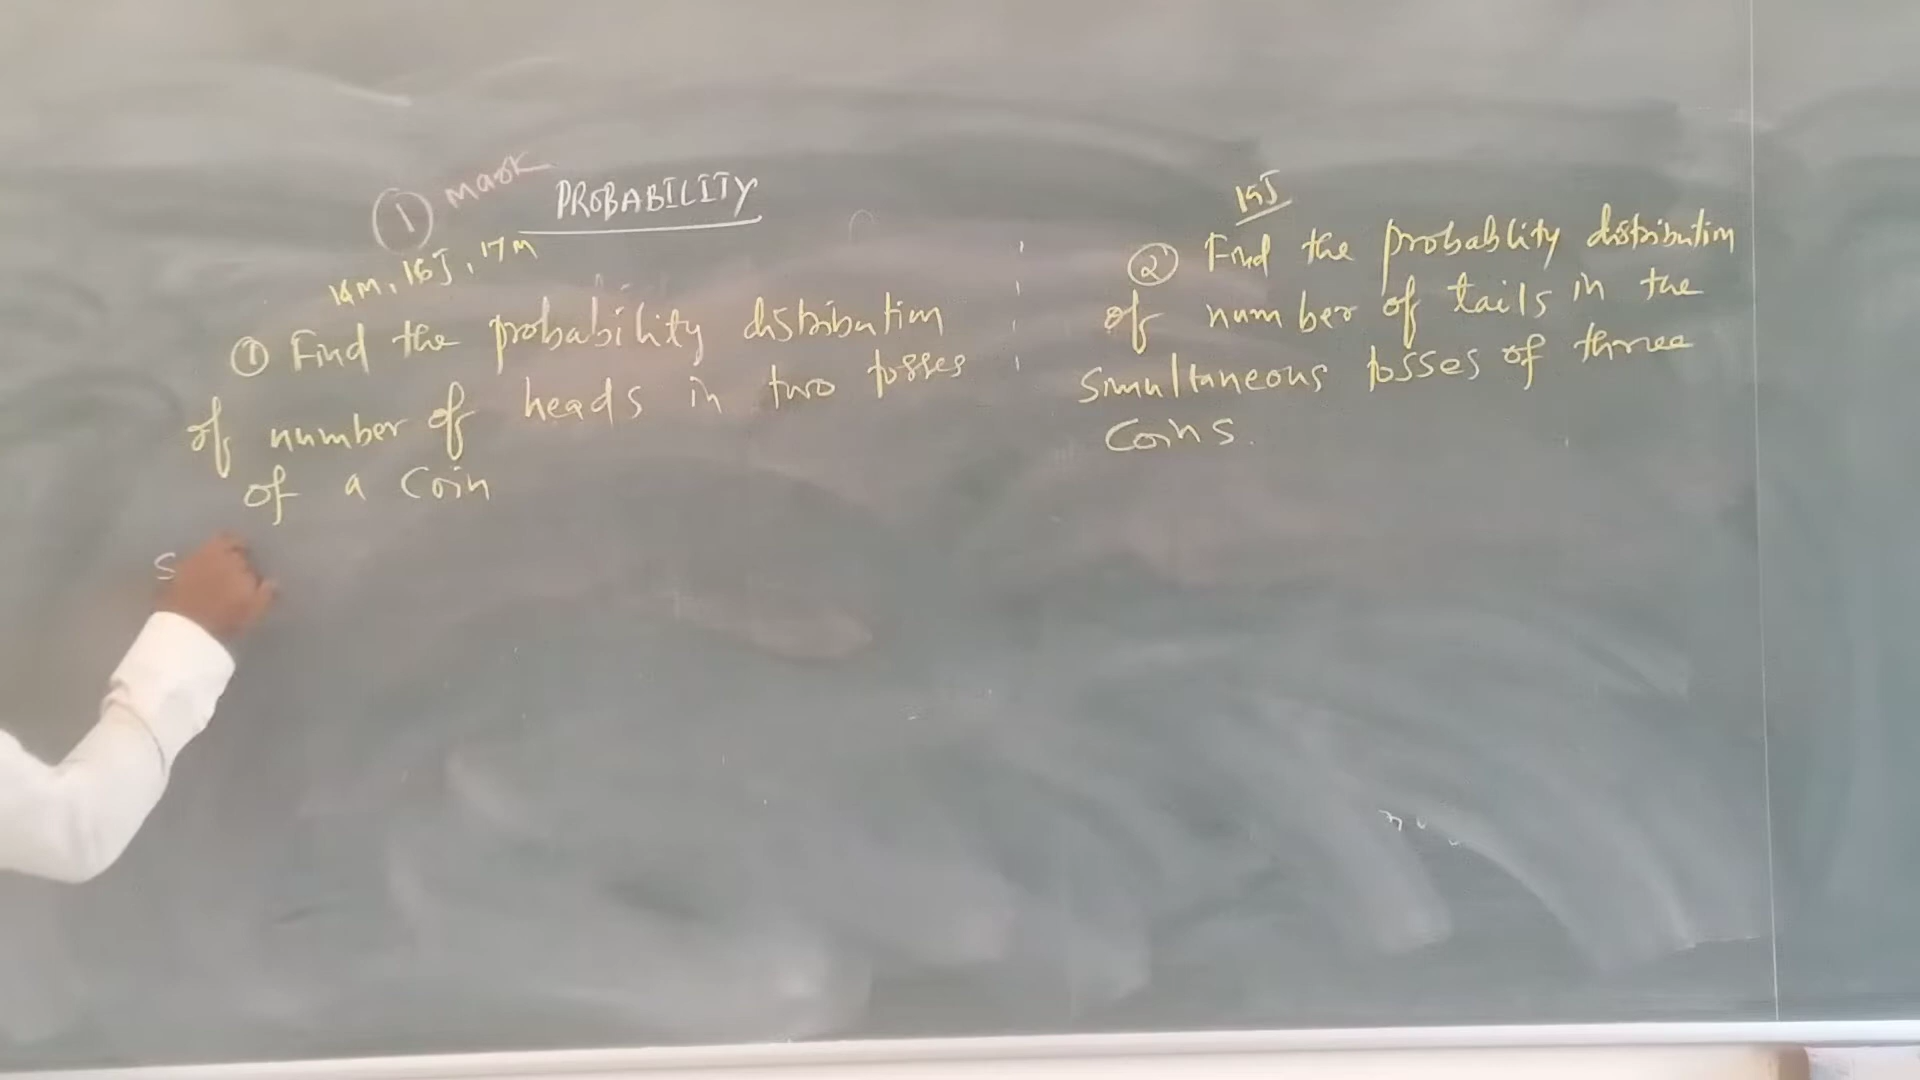 ① mark
PROBABILITY
14M, 16J, 17M
① Find the probability distribution
of number of heads in two tosses
of a coin
S
15J
② Find the probablity distribution
of number of tails in the
simultaneous tosses of three
coins.